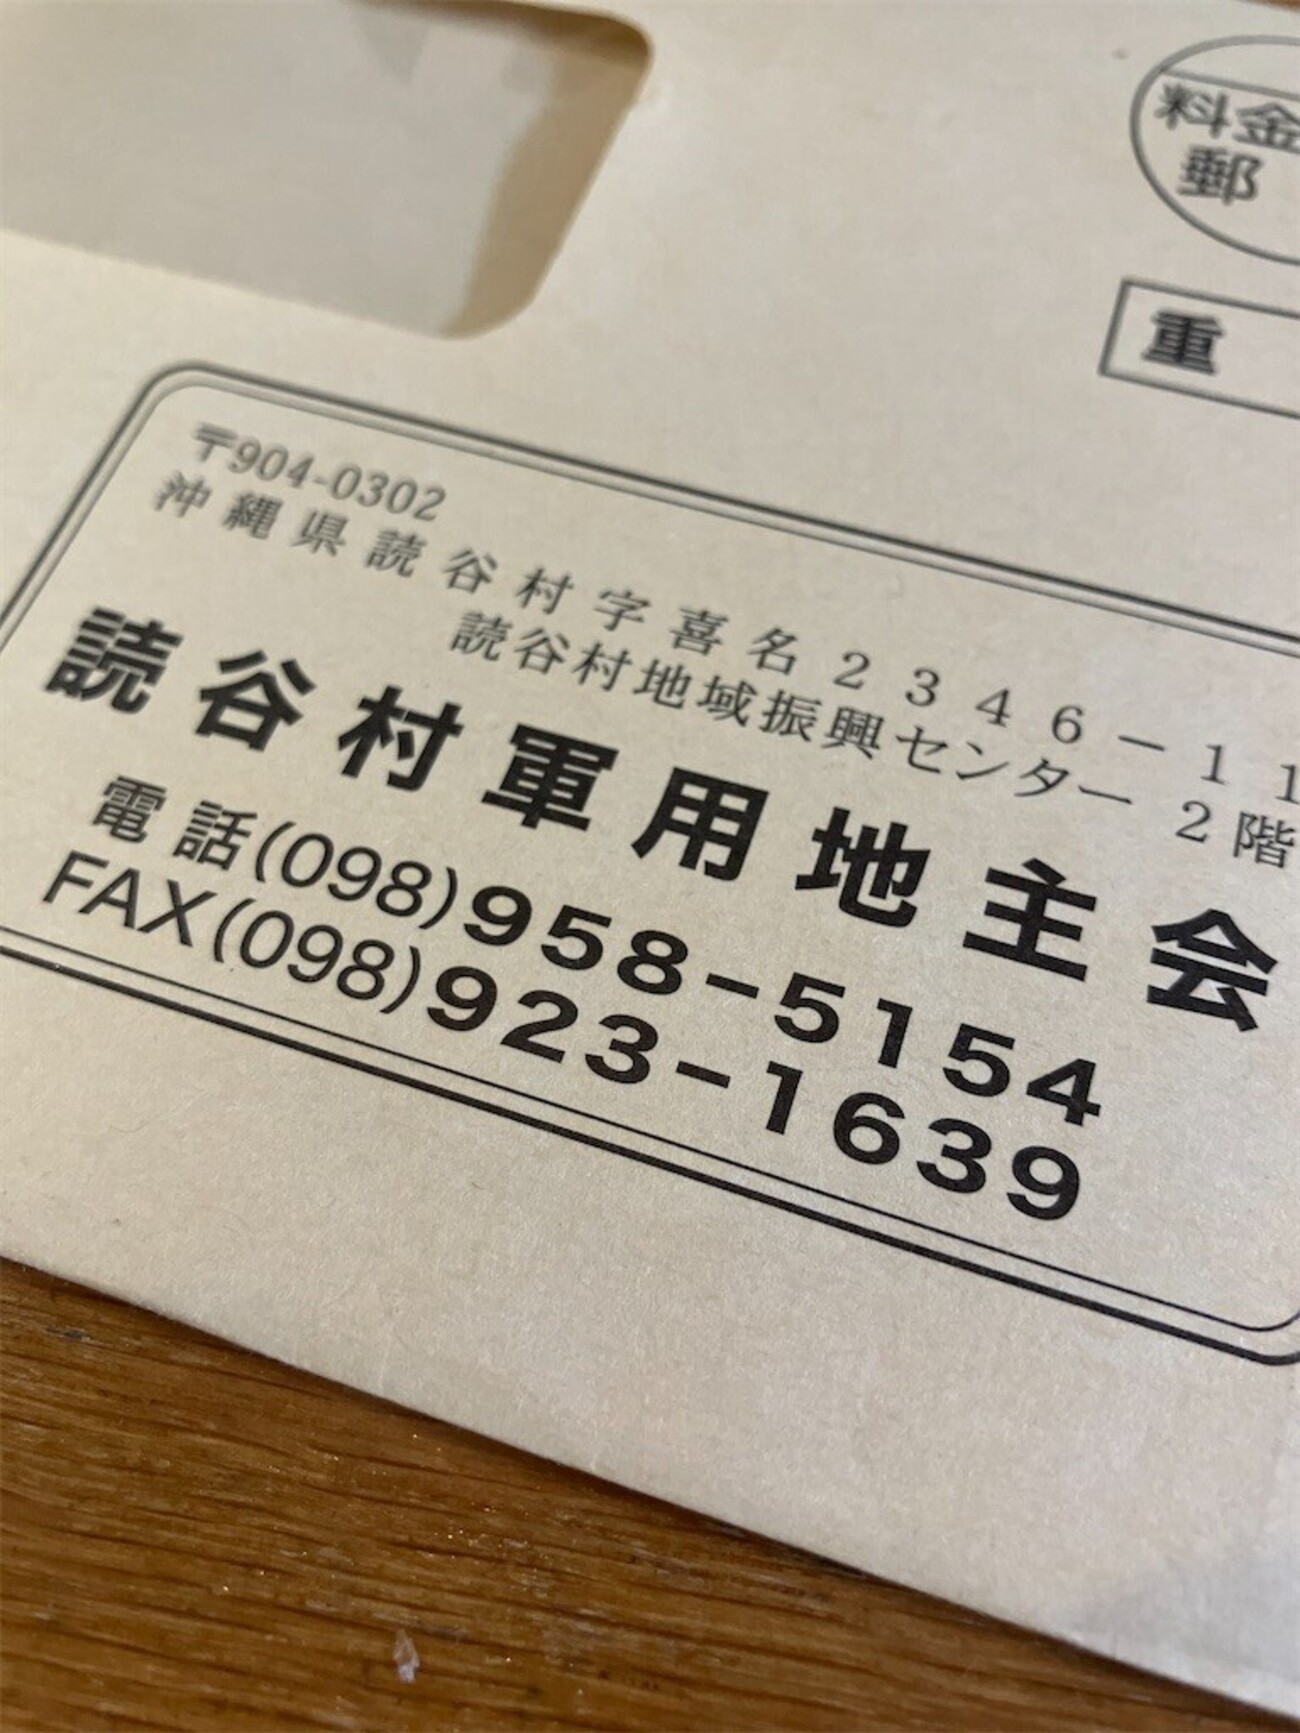 料金
郵
重
〒904-0302
沖縄県読谷村字喜名2346-11
読谷村地域振興センター 2階
読谷村軍用地主会
電話(098)958-5154
FAX(098)923-1639